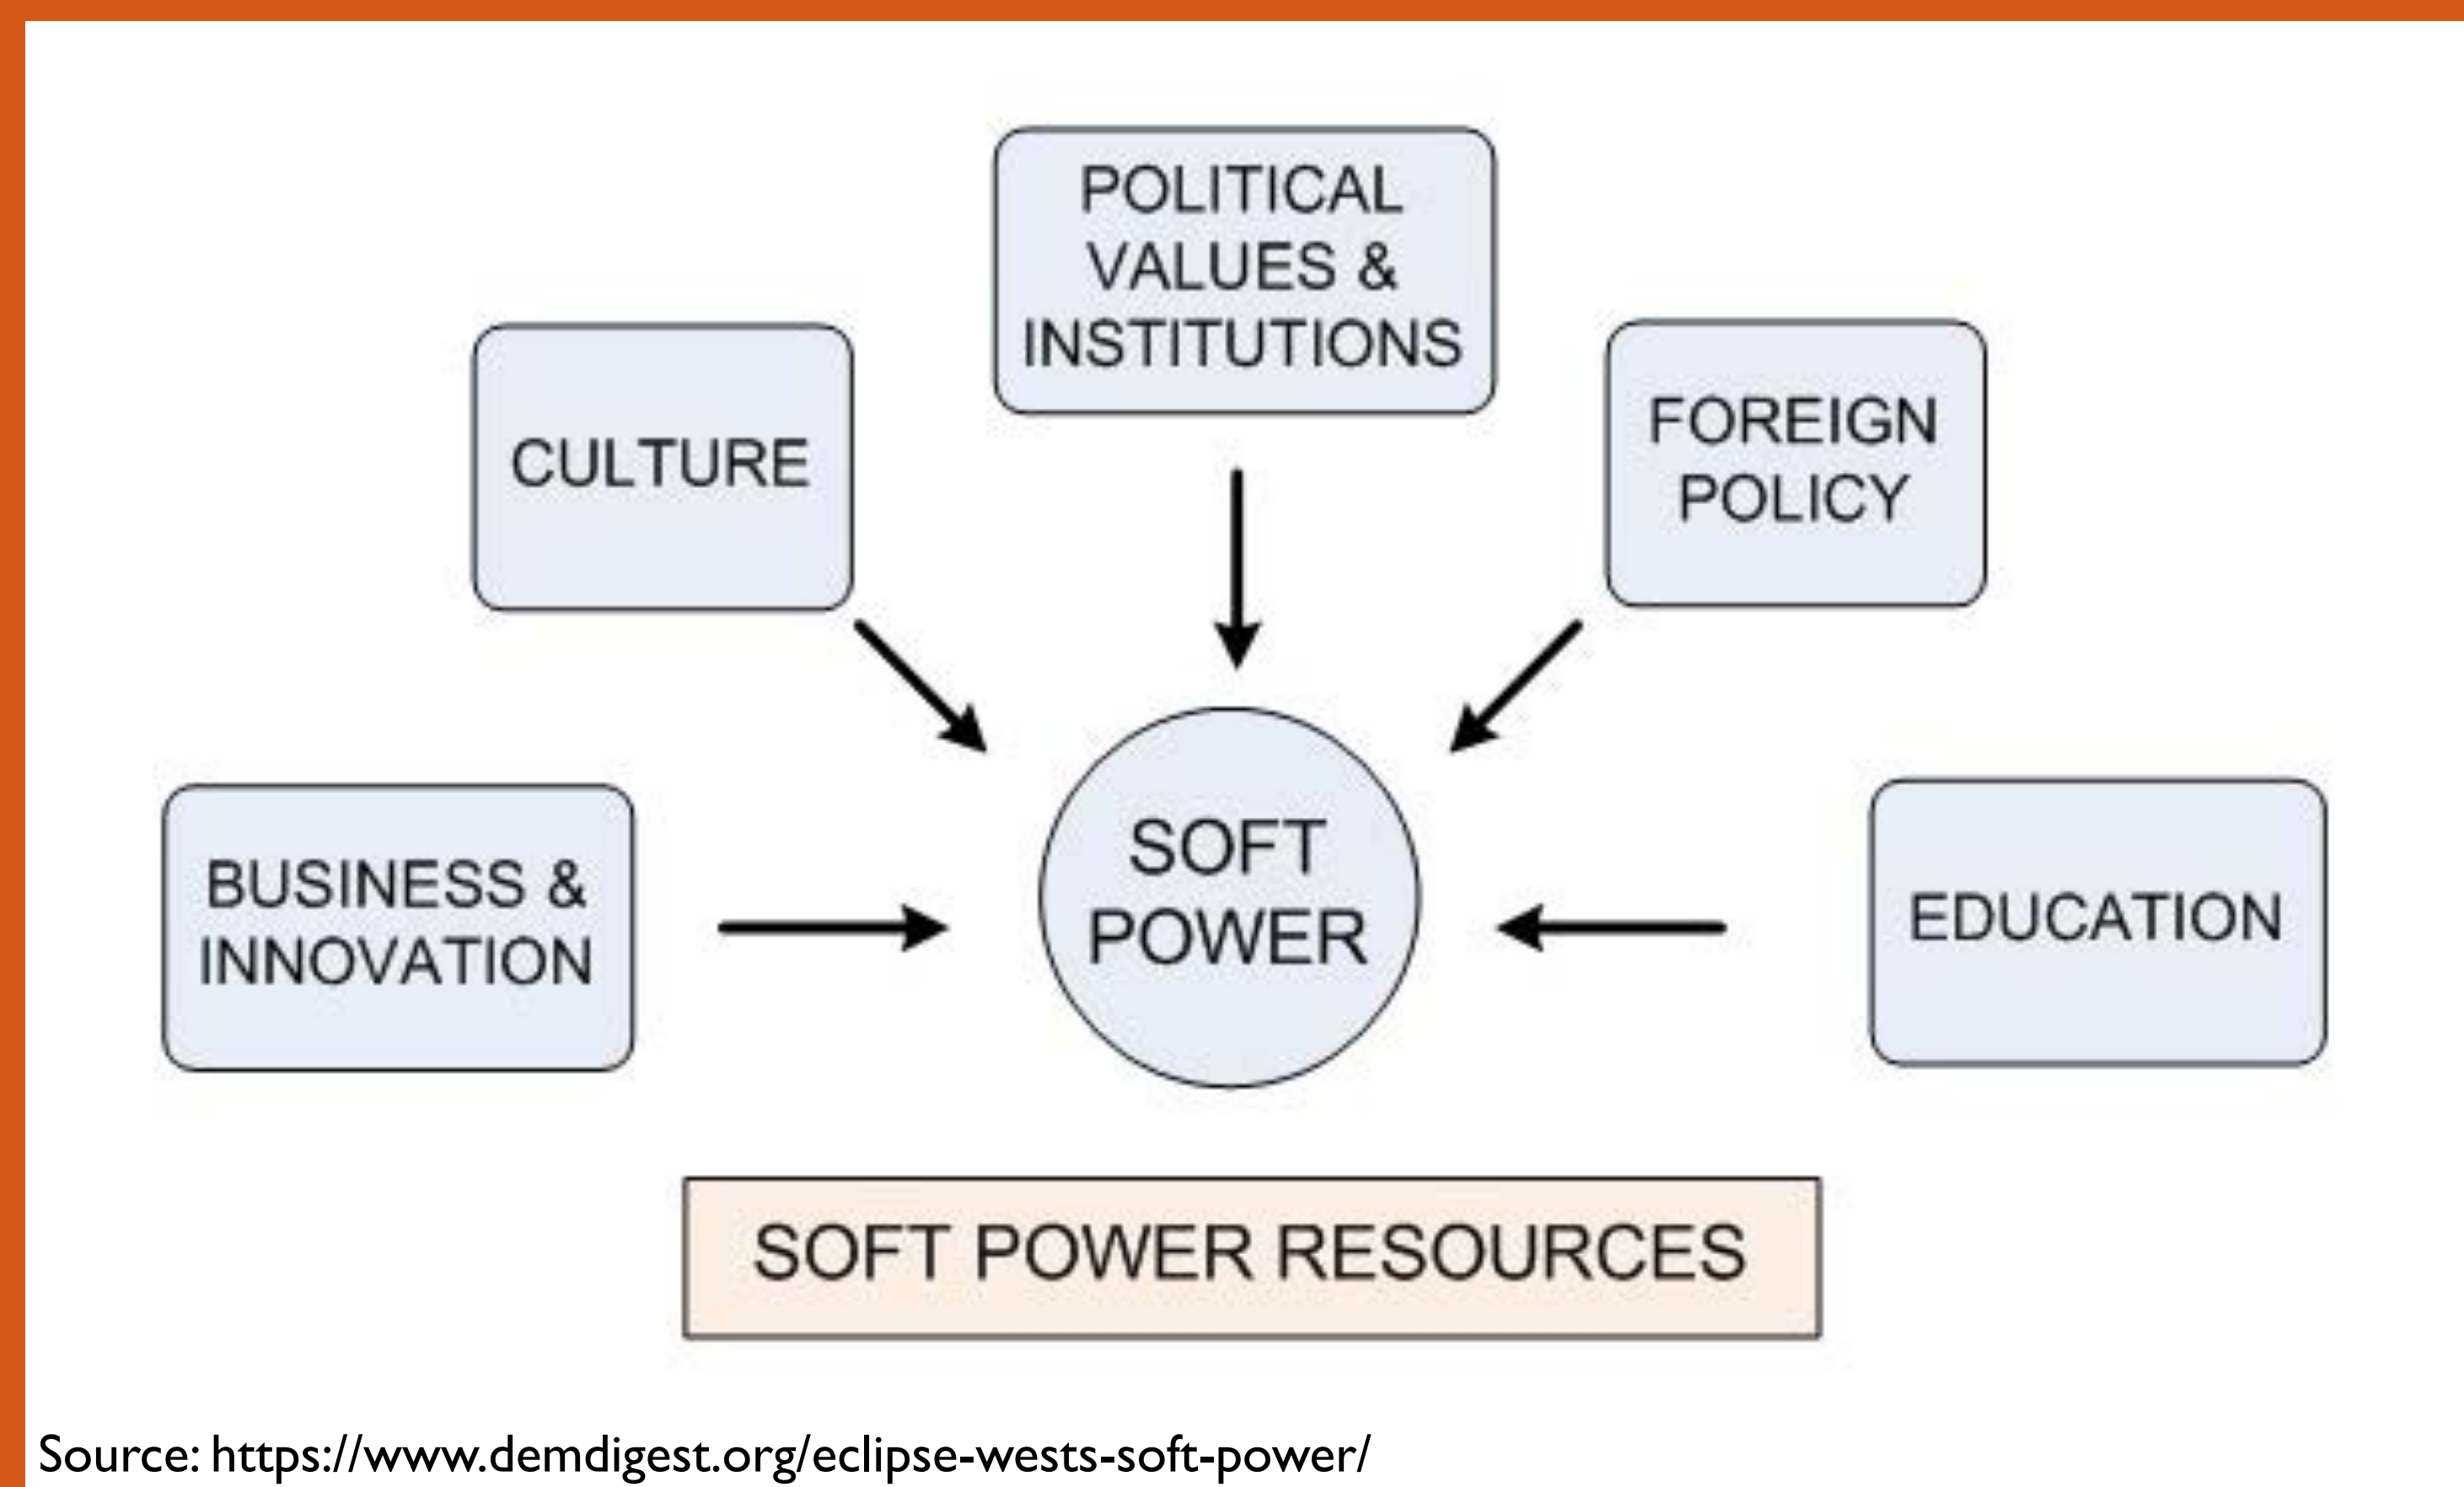 POLITICAL
VALUES &
INSTITUTIONS
CULTURE
FOREIGN
POLICY
BUSINESS &
INNOVATION
SOFT
POWER
EDUCATION
SOFT POWER RESOURCES
Source: https://www.demdigest.org/eclipse-wests-soft-power/